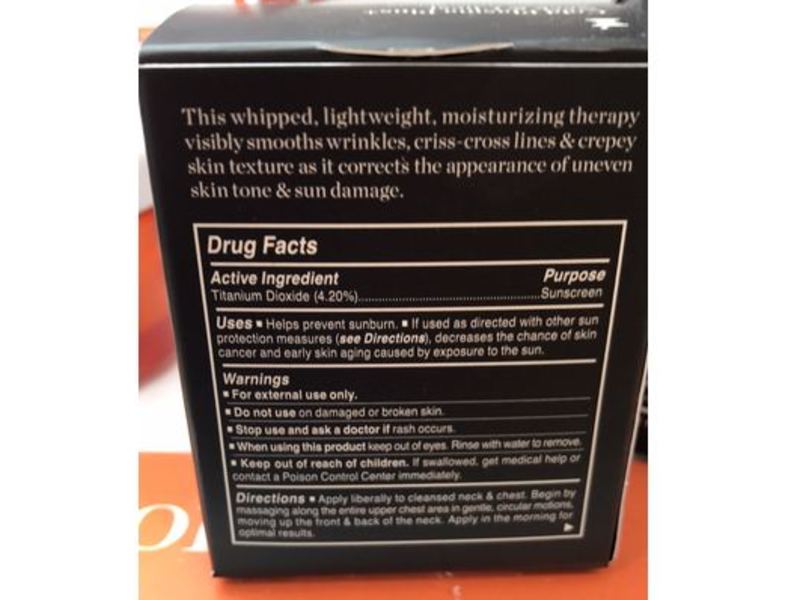 This whipped, lightweight, moisturizing therapy
visibly smooths wrinkles, criss-cross lines & crepey
skin texture as it corrects the appearance of uneven
skin tone & sun damage.
Drug Facts
Active Ingredient Purpose
Titanium Dioxide (4.20%)..........................................Sunscreen
Uses ▪ Helps prevent sunburn. ▪ If used as directed with other sun
protection measures (see Directions), decreases the chance of skin
cancer and early skin aging caused by exposure to the sun.
Warnings
▪ For external use only.
▪ Do not use on damaged or broken skin.
▪ Stop use and ask a doctor if rash occurs.
▪ When using this product keep out of eyes. Rinse with water to remove.
▪ Keep out of reach of children. If swallowed, get medical help or
contact a Poison Control Center immediately.
Directions ▪ Apply liberally to cleansed neck & chest. Begin by
massaging along the entire upper chest area in gentle, circular motions,
moving up the front & back of the neck. Apply in the morning for
optimal results.